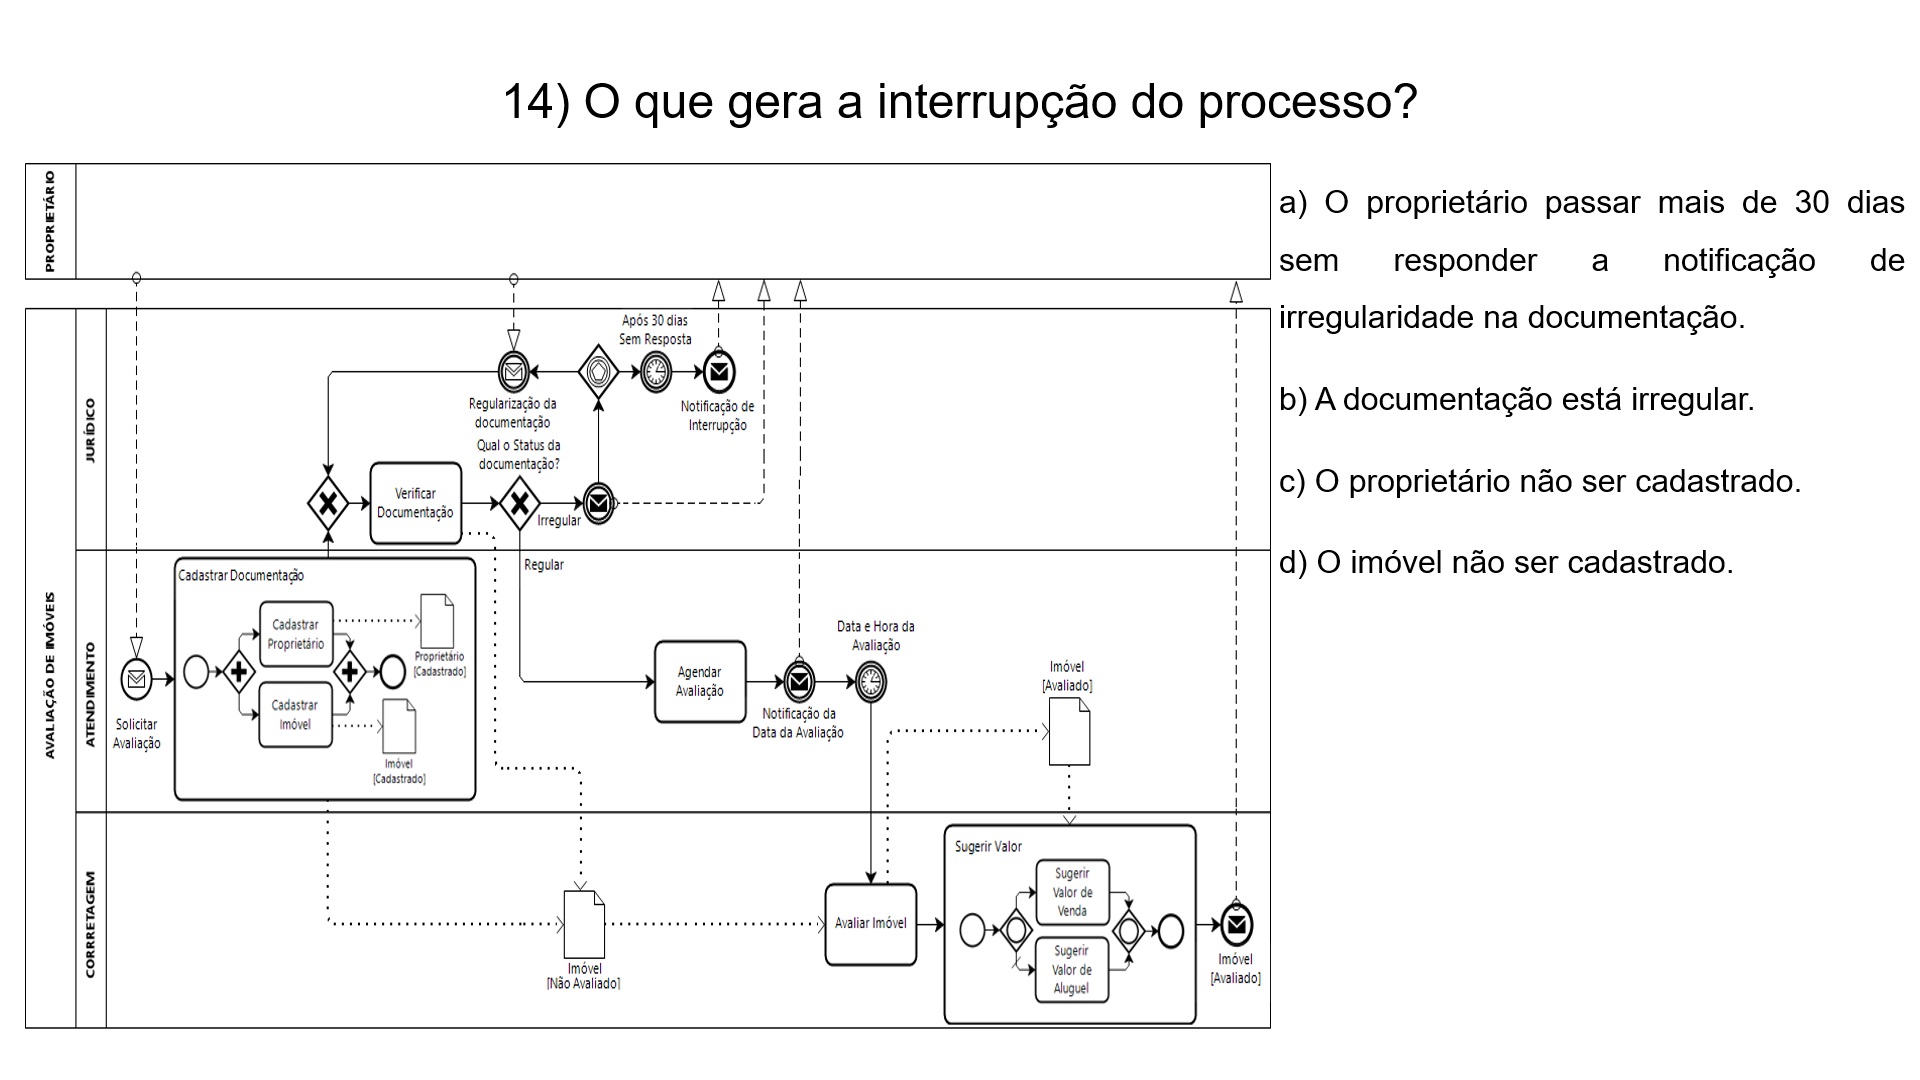 14) O que gera a interrupção do processo?
PROPRIETÁRIO
a) O proprietário passar mais de 30 dias
sem responder a notificação de
irregularidade na documentação.
b) A documentação está irregular.
c) O proprietário não ser cadastrado.
d) O imóvel não ser cadastrado.
AVALIAÇÃO DE IMÓVEIS
JURÍDICO
Após 30 dias
Sem Resposta
Regularização da
documentação
Notificação de
Interrupção
Qual o Status da
documentação?
Verificar
Documentação
Irregular
Regular
ATENDIMENTO
Solicitar
Avaliação
Cadastrar Documentação
Cadastrar
Proprietário
Proprietário
[Cadastrado]
Cadastrar
Imóvel
Imóvel
[Cadastrado]
Agendar
Avaliação
Notificação da
Data da Avaliação
Data e Hora da
Avaliação
Imóvel
[Avaliado]
CORRETAGEM
Imóvel
[Não Avaliado]
Avaliar Imóvel
Sugerir Valor
Sugerir
Valor de
Venda
Sugerir
Valor de
Aluguel
Imóvel
[Avaliado]